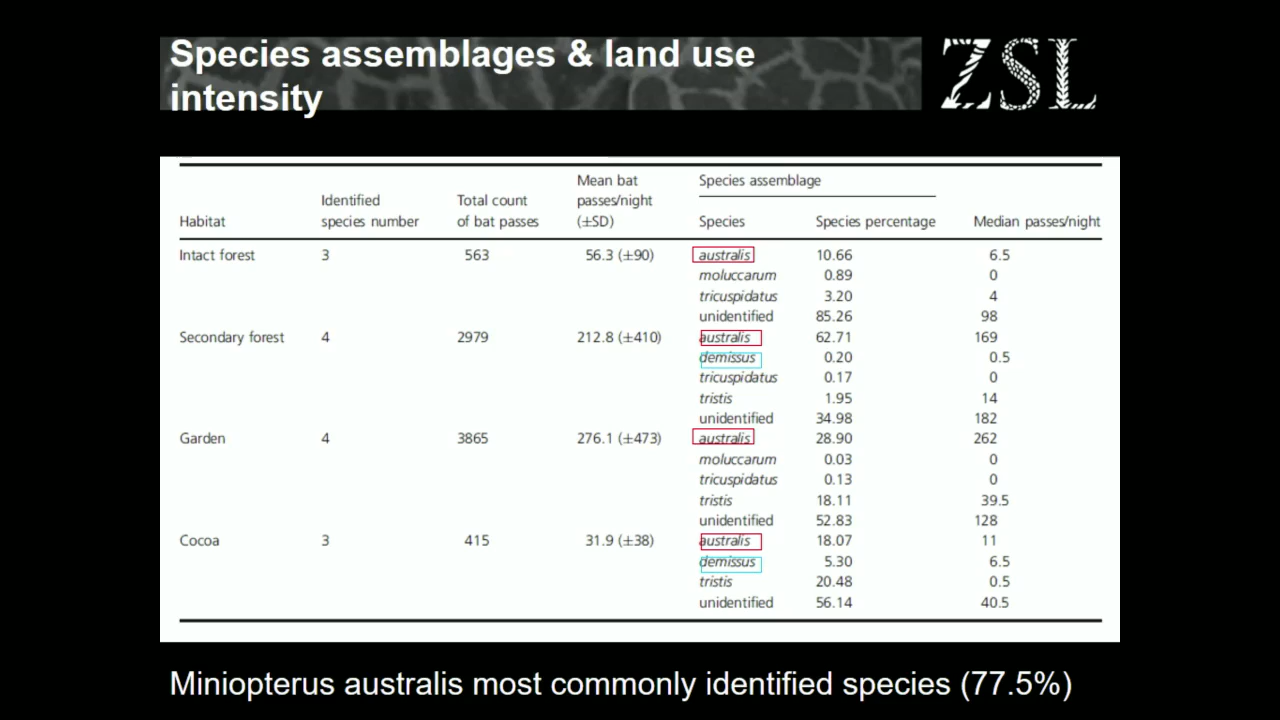 Species assemblages & land use
intensity
ZSL
Mean bat Species assemblage
Identified Total count passes/night
Habitat species number of bat passes (±SD) Species Species percentage Median passes/night
Intact forest 3 563 56.3 (±90) australis 10.66 6.5
moluccarum 0.89 0
tricuspidatus 3.20 4
unidentified 85.26 98
Secondary forest 4 2979 212.8 (±410) australis 62.71 169
demissus 0.20 0.5
tricuspidatus 0.17 0
tristis 1.95 14
unidentified 34.98 182
Garden 4 3865 276.1 (±473) australis 28.90 262
moluccarum 0.03 0
tricuspidatus 0.13 0
tristis 18.11 39.5
unidentified 52.83 128
Cocoa 3 415 31.9 (±38) australis 18.07 11
demissus 5.30 6.5
tristis 20.48 0.5
unidentified 56.14 40.5
Miniopterus australis most commonly identified species (77.5%)